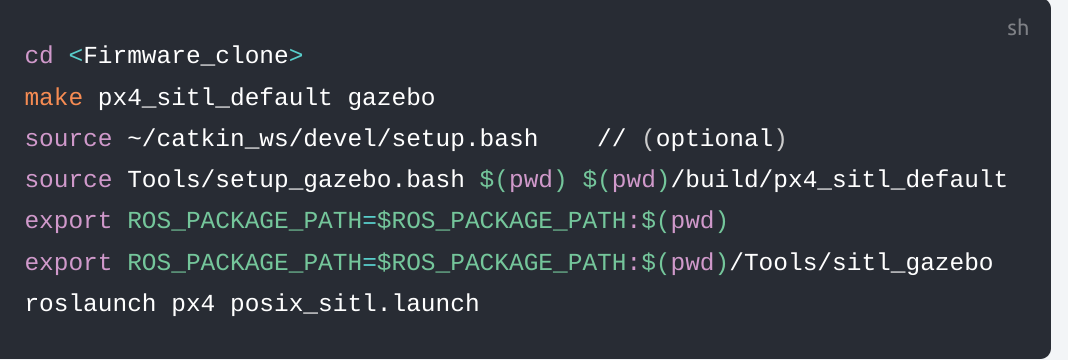 sh
cd <Firmware_clone>
make px4_sitl_default gazebo
source ~/catkin_ws/devel/setup.bash    // (optional)
source Tools/setup_gazebo.bash $(pwd) $(pwd)/build/px4_sitl_default
export ROS_PACKAGE_PATH=$ROS_PACKAGE_PATH:$(pwd)
export ROS_PACKAGE_PATH=$ROS_PACKAGE_PATH:$(pwd)/Tools/sitl_gazebo
roslaunch px4 posix_sitl.launch